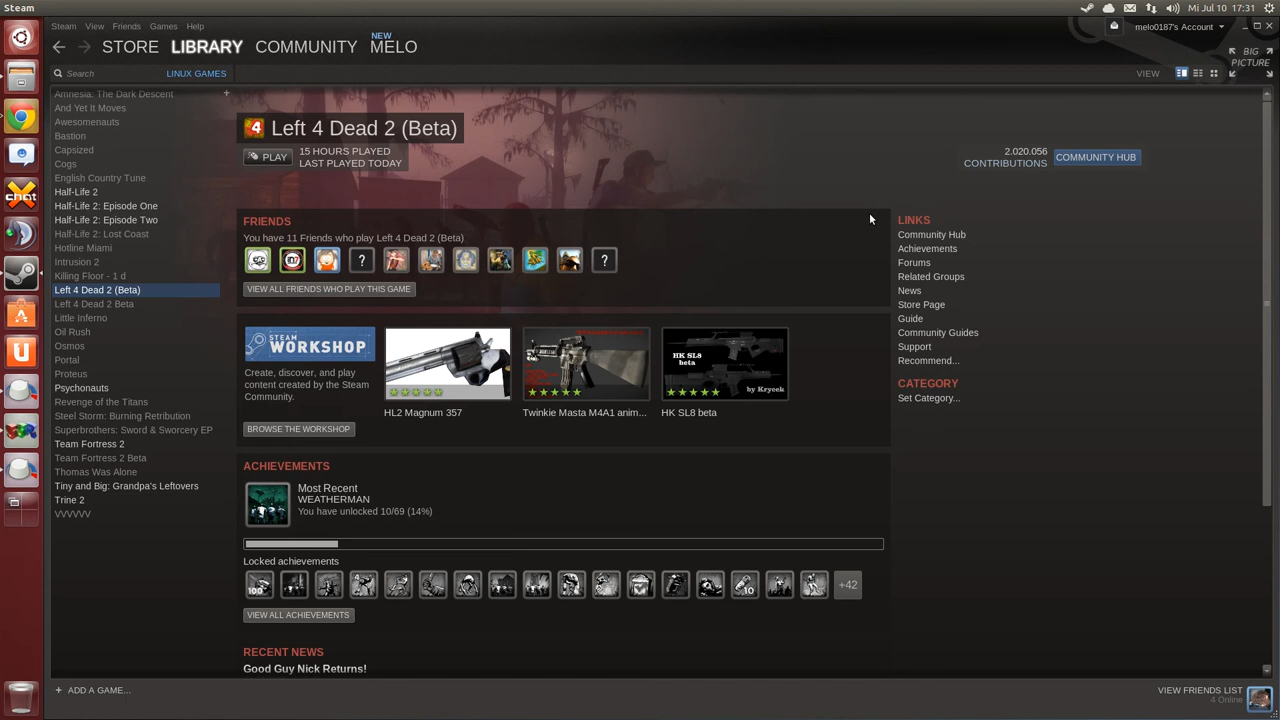 Steam
Mi Jul 10 17:31
Steam View Friends Games Help
melo0187's Account
STORE LIBRARY COMMUNITY MELO
NEW
BIG PICTURE
Search
LINUX GAMES
VIEW
Amnesia: The Dark Descent
And Yet It Moves
Awesomenauts
Bastion
Capsized
Cogs
English Country Tune
Half-Life 2
Half-Life 2: Episode One
Half-Life 2: Episode Two
Half-Life 2: Lost Coast
Hotline Miami
Intrusion 2
Killing Floor - 1 d
Left 4 Dead 2 (Beta)
Left 4 Dead 2 Beta
Little Inferno
Oil Rush
Osmos
Portal
Proteus
Psychonauts
Revenge of the Titans
Steel Storm: Burning Retribution
Superbrothers: Sword & Sworcery EP
Team Fortress 2
Team Fortress 2 Beta
Thomas Was Alone
Tiny and Big: Grandpa's Leftovers
Trine 2
VVVVVV
+ ADD A GAME...
4 Left 4 Dead 2 (Beta)
PLAY
15 HOURS PLAYED
LAST PLAYED TODAY
2.020.056
CONTRIBUTIONS
COMMUNITY HUB
FRIENDS
You have 11 Friends who play Left 4 Dead 2 (Beta)
? ?
VIEW ALL FRIENDS WHO PLAY THIS GAME
STEAM WORKSHOP
Create, discover, and play
content created by the Steam
Community.
BROWSE THE WORKSHOP
HL2 Magnum 357
Twinkie Masta M4A1 anim...
HK SL8
beta
by Krycek
HK SL8 beta
ACHIEVEMENTS
Most Recent
WEATHERMAN
You have unlocked 10/69 (14%)
Locked achievements
100
10
+42
VIEW ALL ACHIEVEMENTS
RECENT NEWS
Good Guy Nick Returns!
LINKS
Community Hub
Achievements
Forums
Related Groups
News
Store Page
Guide
Community Guides
Support
Recommend...
CATEGORY
Set Category...
VIEW FRIENDS LIST
4 Online